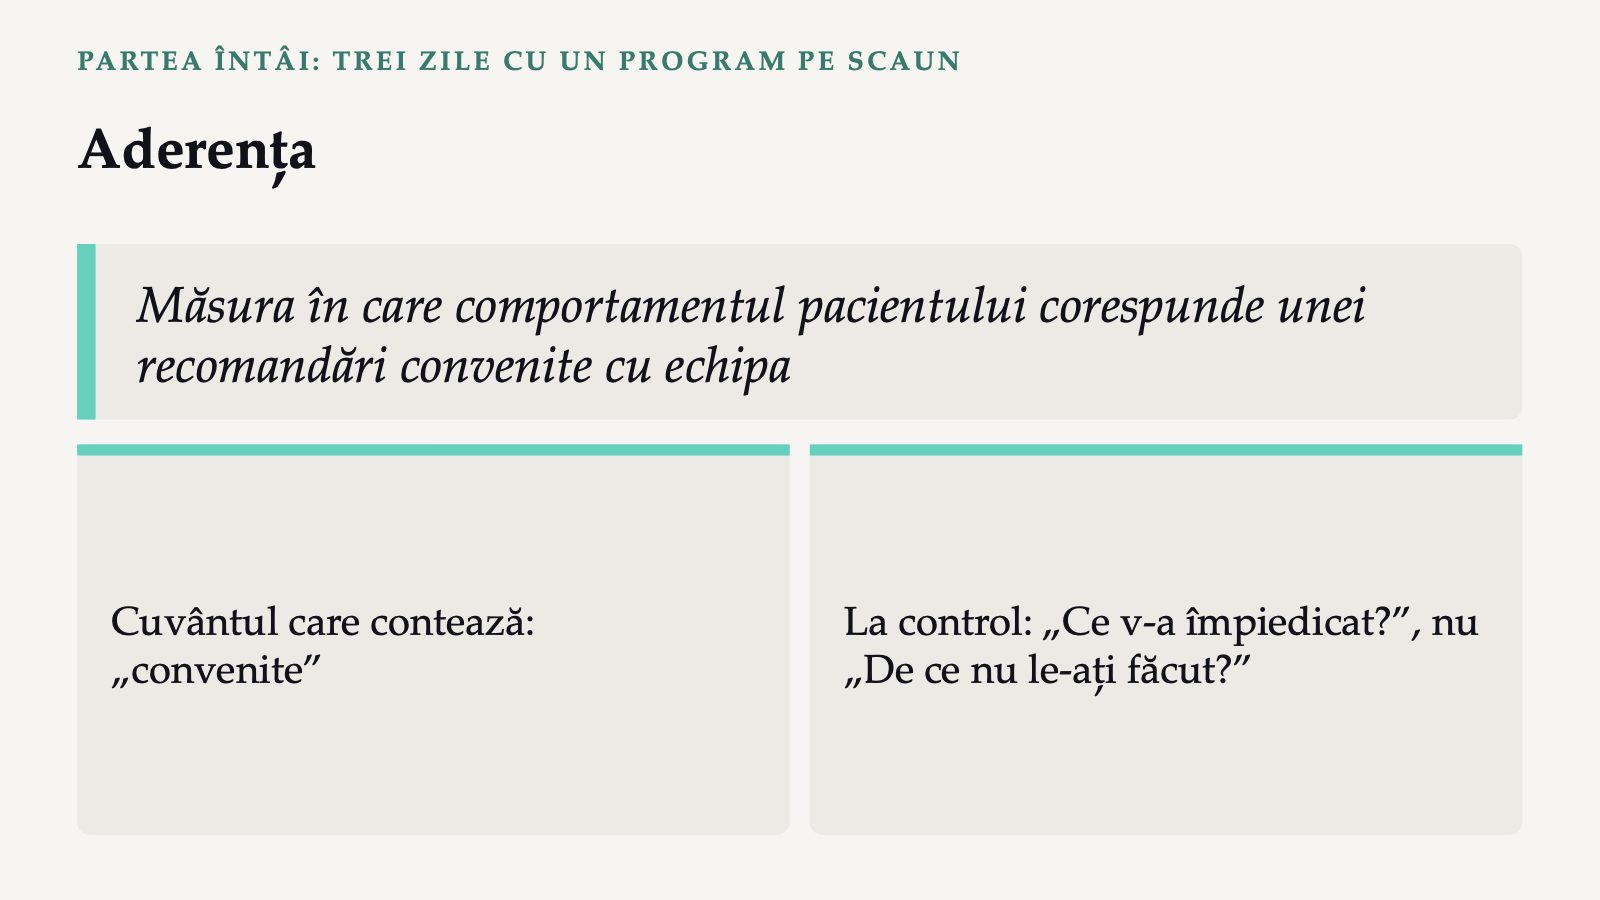 PARTEA ÎNTÂI: TREI ZILE CU UN PROGRAM PE SCAUN
Aderența
Măsura în care comportamentul pacientului corespunde unei
recomandări convenite cu echipa
Cuvântul care contează:
„convenite”
La control: „Ce v-a împiedicat?”, nu
„De ce nu le-ați făcut?”